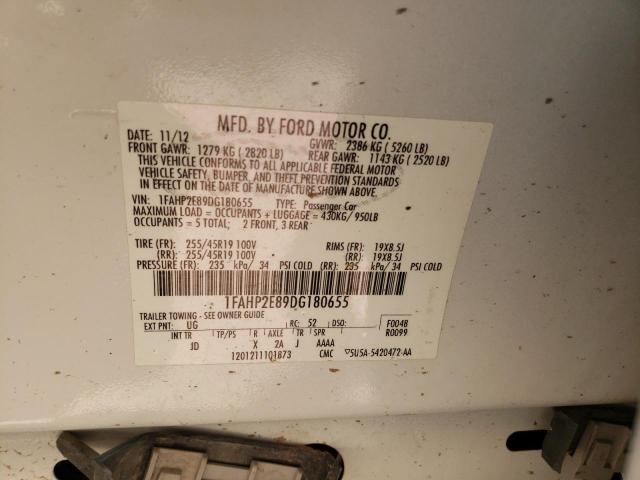 MFD. BY FORD MOTOR CO.
DATE: 11/12 GVWR: 2386 KG ( 5260 LB)
FRONT GAWR: 1279 KG ( 2820 LB) REAR GAWR: 1143 KG ( 2520 LB)
THIS VEHICLE CONFORMS TO ALL APPLICABLE FEDERAL MOTOR
VEHICLE SAFETY, BUMPER, AND THEFT PREVENTION STANDARDS
IN EFFECT ON THE DATE OF MANUFACTURE SHOWN ABOVE.
VIN: 1FAHP2E89DG180655 TYPE: Passenger Car
MAXIMUM LOAD = OCCUPANTS + LUGGAGE = 430KG/ 950LB
OCCUPANTS = 5 TOTAL; 2 FRONT, 3 REAR
TIRE (FR): 255/45R19 100V RIMS (FR): 19X8.5J
(RR): 255/45R19 100V (RR): 19X8.5J
PRESSURE (FR): 235 kPa/ 34 PSI COLD (RR): 235 kPa/ 34 PSI COLD
1FAHP2E89DG180655
TRAILER TOWING - SEE OWNER GUIDE
EXT PNT: UG RC: 52 F0048
INT TR TP/PS R AXLE TR SPR R0099
JD X 2A J AAAA
1201211101873 CMC ▽5U5A-5420472-AA